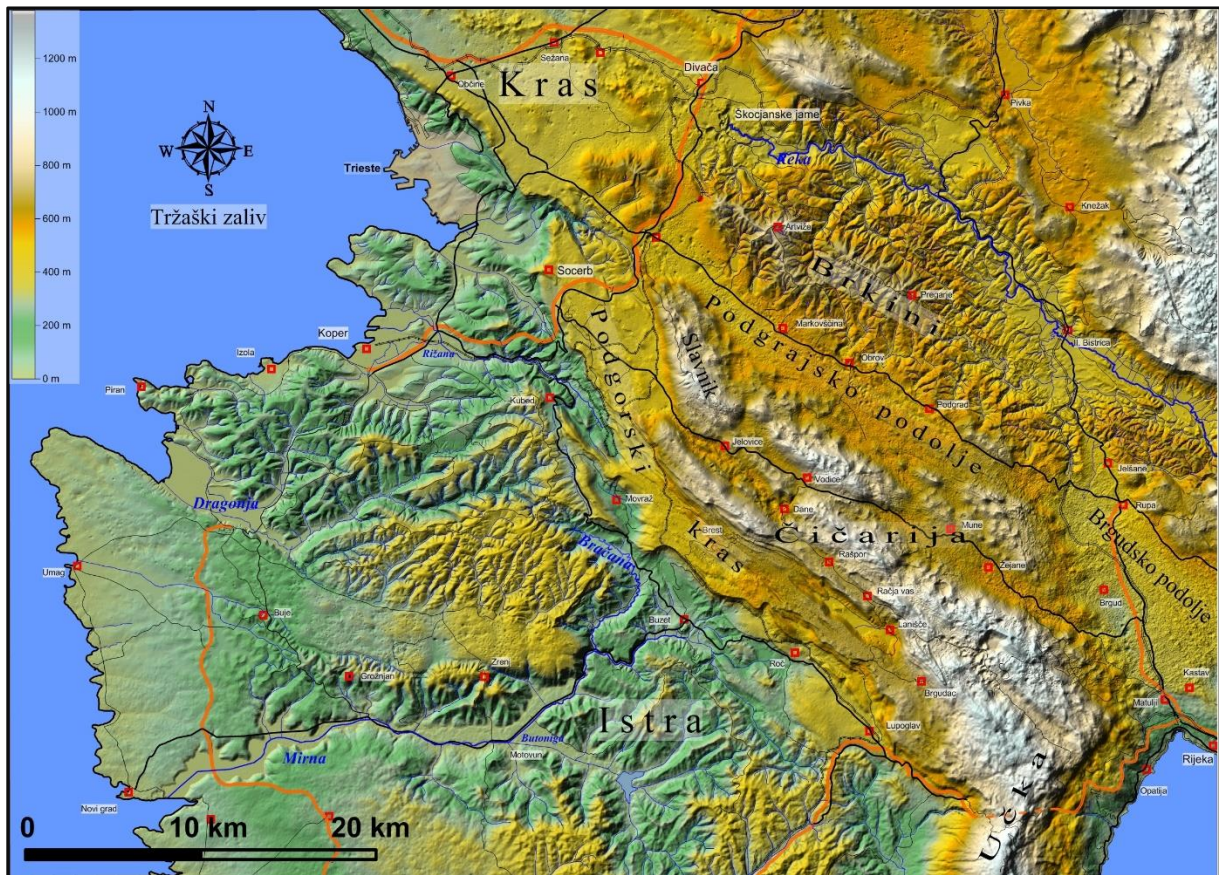 1200 m
1000 m
800 m
600 m
400 m
200 m
0 m
N
W
E
S
Tržaški zaliv
Trieste
Občine
Sežana
Kras
Divača
Škocjanske jame
Reka
Pivka
Knežak
Artviže
Brkini
Pregarje
Il. Bistrica
Socerb
Podgorski
kras
Slavnik
Markovščina
Podgrajsko podolje
Obrov
Podgrad
Koper
Izola
Piran
Rižana
Kubed
Jelovice
Vodice
Jelšane
Rupa
Movraž
Dane
Mune
Brest
Čičarija
Rašpor
Žejane
Brgudsko podolje
Brgud
Dragonja
Bračana
Umag
Buje
Buzet
Račja vas
Lanišče
Roč
Brgudac
Kastav
Matulji
Grožnjan
Zrenj
Istra
Lupoglav
Rijeka
Opatija
Mirna
Butoniga
Motovun
Učka
Novi grad
0
10 km
20 km